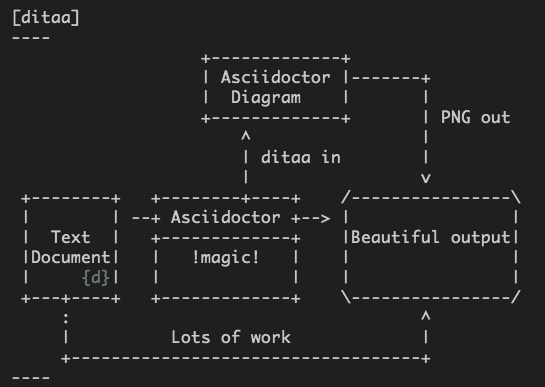 [ditaa]
----
                   +-------------+
                   | Asciidoctor |-------+
                   |  Diagram    |       |
                   +-------------+       | PNG out
                       ^                 |
                       | ditaa in        |
                       |                 v
 +--------+   +--------+----+    /----------------\
 |        | --+ Asciidoctor +--> |                |
 |  Text  |   +-------------+    |Beautiful output|
 |Document|   |   !magic!   |    |                |
 |     {d}|   |             |    |                |
 +---+----+   +-------------+    \----------------/
     :                                   ^
     |          Lots of work             |
     +-----------------------------------+
----